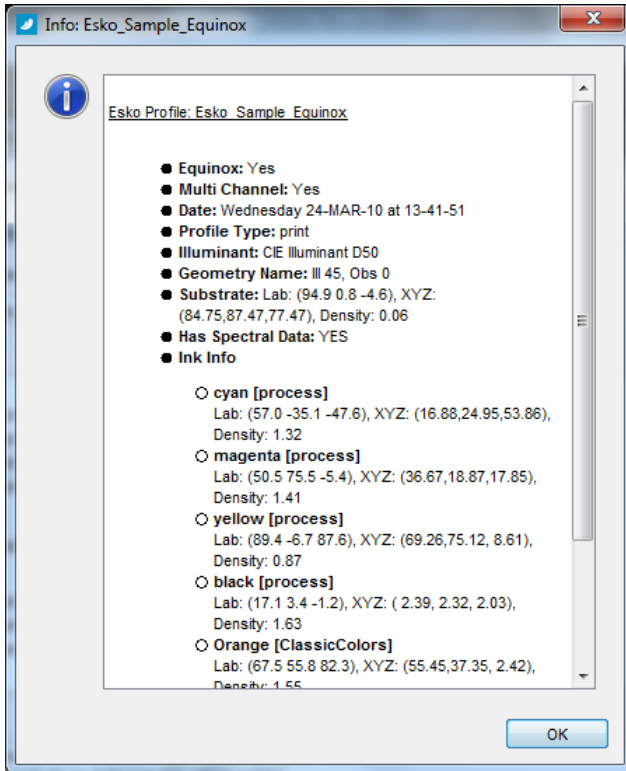 Info: Esko_Sample_Equinox
Esko Profile: Esko_Sample_Equinox
Equinox: Yes
Multi Channel: Yes
Date: Wednesday 24-MAR-10 at 13-41-51
Profile Type: print
Illuminant: CIE Illuminant D50
Geometry Name: Ill 45, Obs 0
Substrate: Lab: (94.9 0.8 -4.6), XYZ:
(84.75,87.47,77.47), Density: 0.06
Has Spectral Data: YES
Ink Info
cyan [process]
Lab: (57.0 -35.1 -47.6), XYZ: (16.88,24.95,53.86),
Density: 1.32
magenta [process]
Lab: (50.5 75.5 -5.4), XYZ: (36.67,18.87,17.85),
Density: 1.41
yellow [process]
Lab: (89.4 -6.7 87.6), XYZ: (69.26,75.12, 8.61),
Density: 0.87
black [process]
Lab: (17.1 3.4 -1.2), XYZ: ( 2.39, 2.32, 2.03),
Density: 1.63
Orange [ClassicColors]
Lab: (67.5 55.8 82.3), XYZ: (55.45,37.35, 2.42),
Density: 1.55
OK